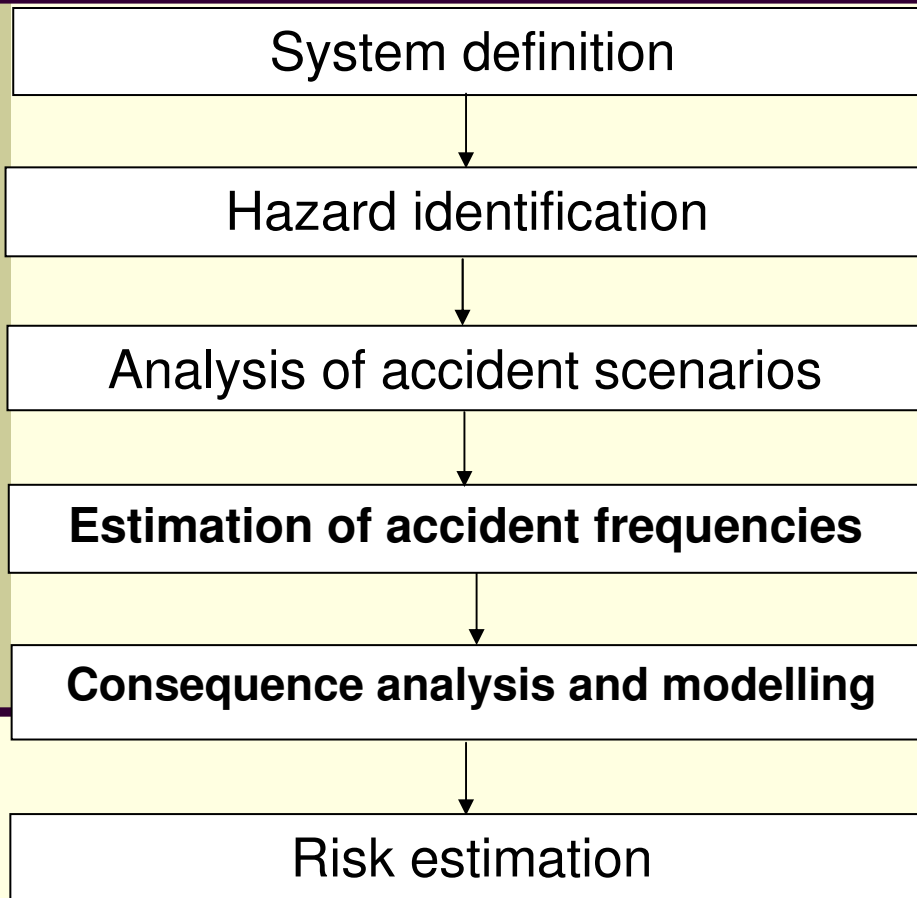 System definition
Hazard identification
Analysis of accident scenarios
Estimation of accident frequencies
Consequence analysis and modelling
Risk estimation